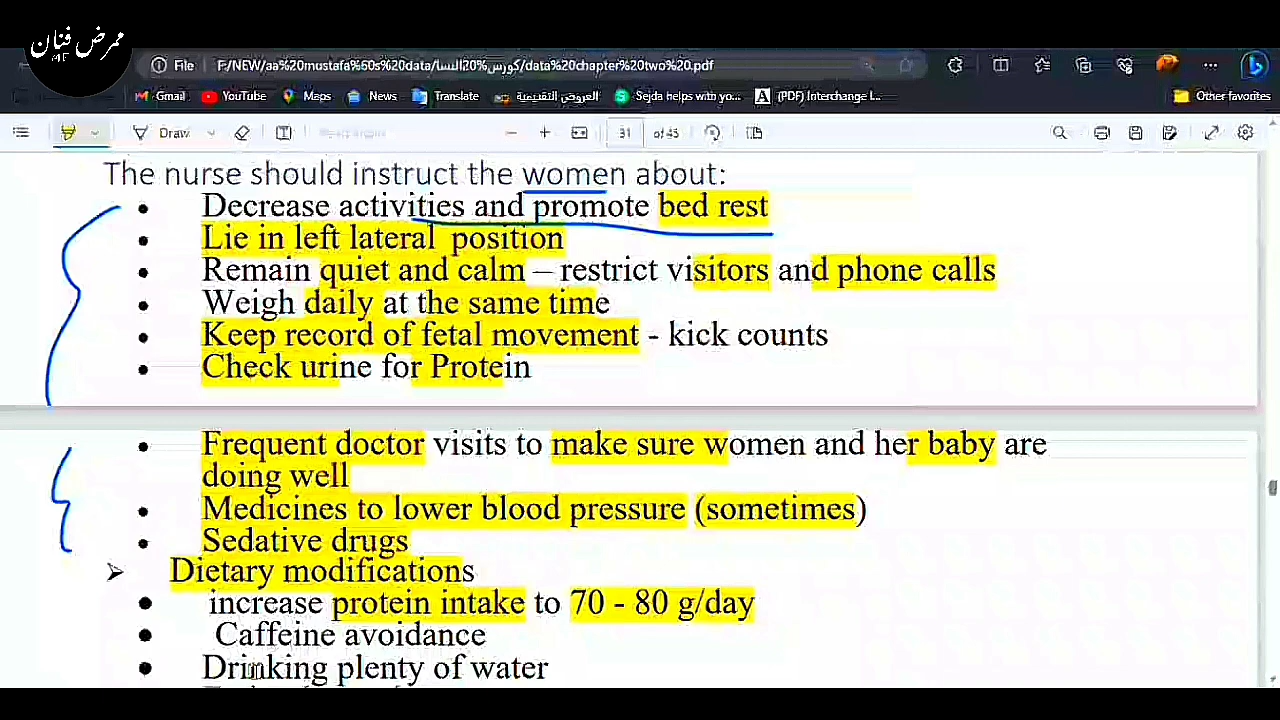 ممرض فنان
MF
File F:/NEW/aa%20mustafa%60s%20data/كورس%20النسا/data%20chapter%20two%20.pdf
Gmail YouTube Maps News Translate العروض التقديمية Sejda helps with yo... (PDF) Interchange L... Other favorites
Draw 31 of 45
The nurse should instruct the women about:
• Decrease activities and promote bed rest
• Lie in left lateral position
• Remain quiet and calm – restrict visitors and phone calls
• Weigh daily at the same time
• Keep record of fetal movement - kick counts
• Check urine for Protein
• Frequent doctor visits to make sure women and her baby are
doing well
• Medicines to lower blood pressure (sometimes)
• Sedative drugs
➢ Dietary modifications
• increase protein intake to 70 - 80 g/day
• Caffeine avoidance
• Drinking plenty of water